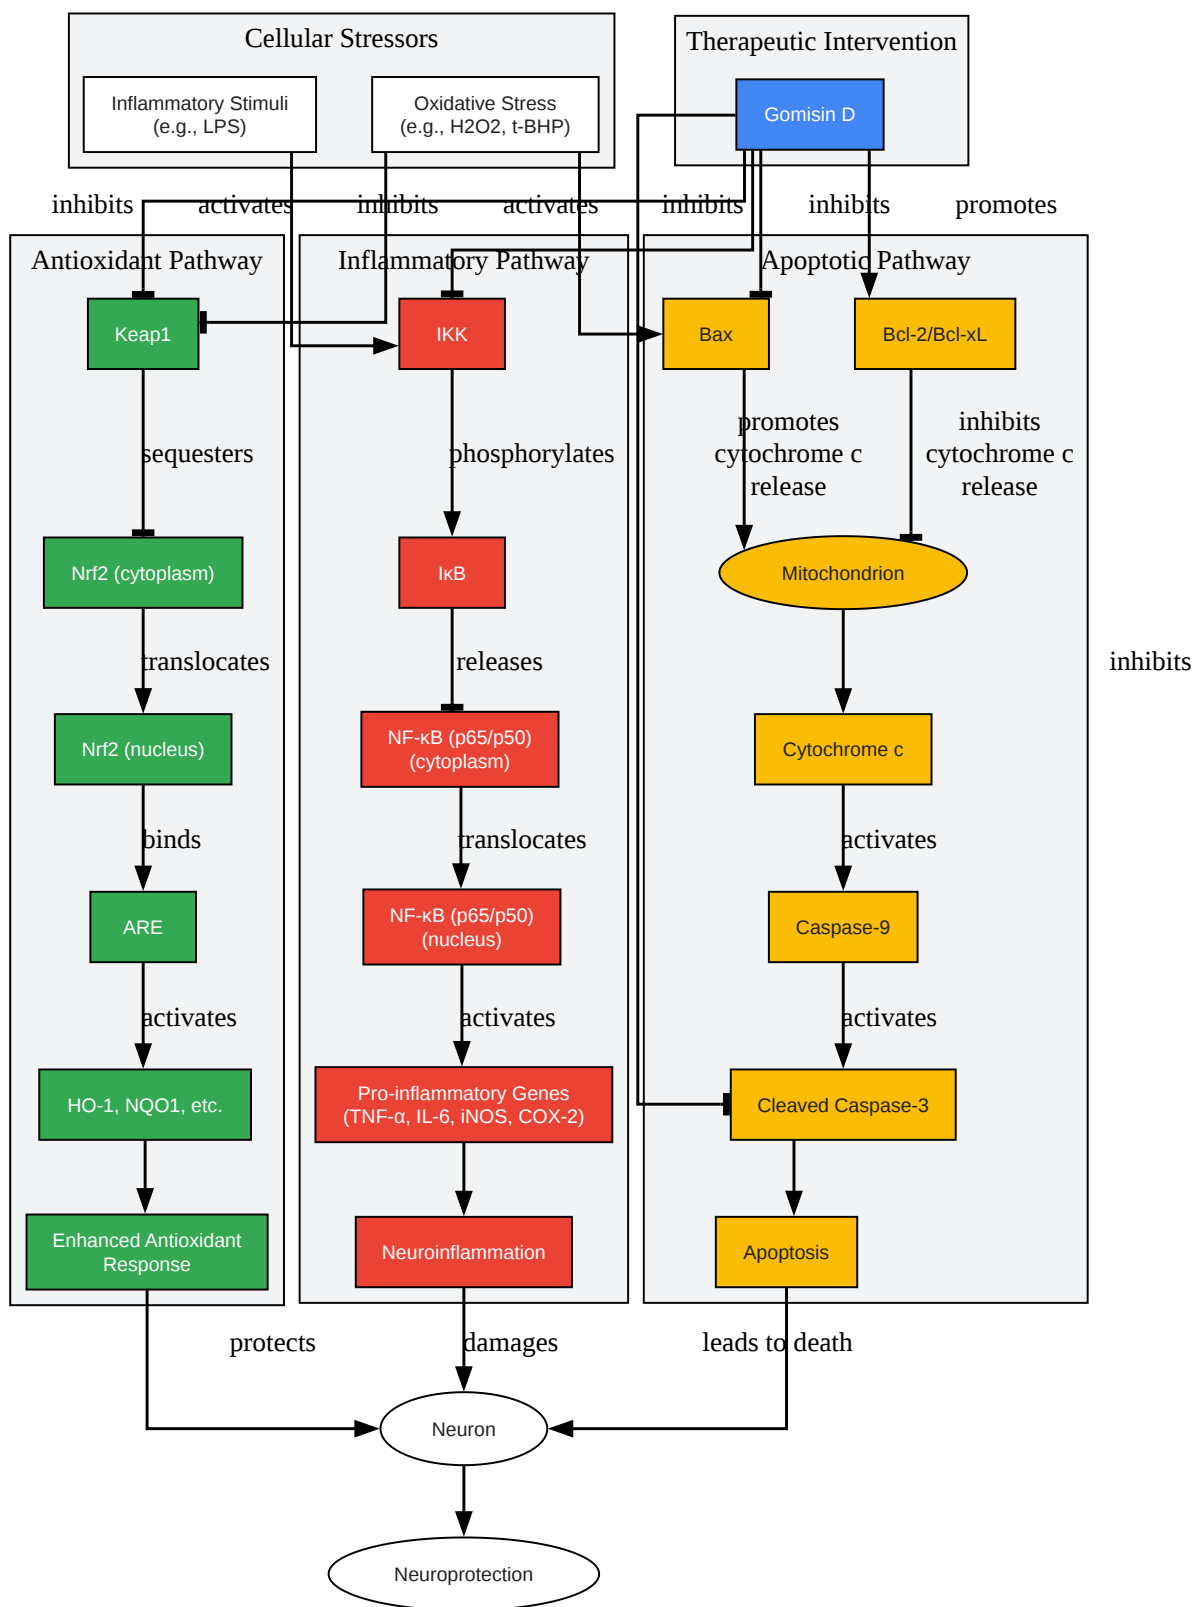 Cellular Stressors
Therapeutic Intervention
Inflammatory Stimuli
(e.g., LPS)
Oxidative Stress
(e.g., H2O2, t-BHP)
Gomisin D
inhibits
activates
inhibits
activates
inhibits
inhibits
promotes
Antioxidant Pathway
Inflammatory Pathway
Apoptotic Pathway
Keap1
IKK
Bax
Bcl-2/Bcl-xL
sequesters
phosphorylates
promotes
cytochrome c
release
inhibits
cytochrome c
release
Nrf2 (cytoplasm)
IκB
Mitochondrion
translocates
releases
inhibits
Nrf2 (nucleus)
NF-κB (p65/p50)
(cytoplasm)
Cytochrome c
binds
translocates
activates
ARE
NF-κB (p65/p50)
(nucleus)
Caspase-9
activates
activates
activates
HO-1, NQO1, etc.
Pro-inflammatory Genes
(TNF-α, IL-6, iNOS, COX-2)
Cleaved Caspase-3
Enhanced Antioxidant
Response
Neuroinflammation
Apoptosis
protects
damages
leads to death
Neuron
Neuroprotection